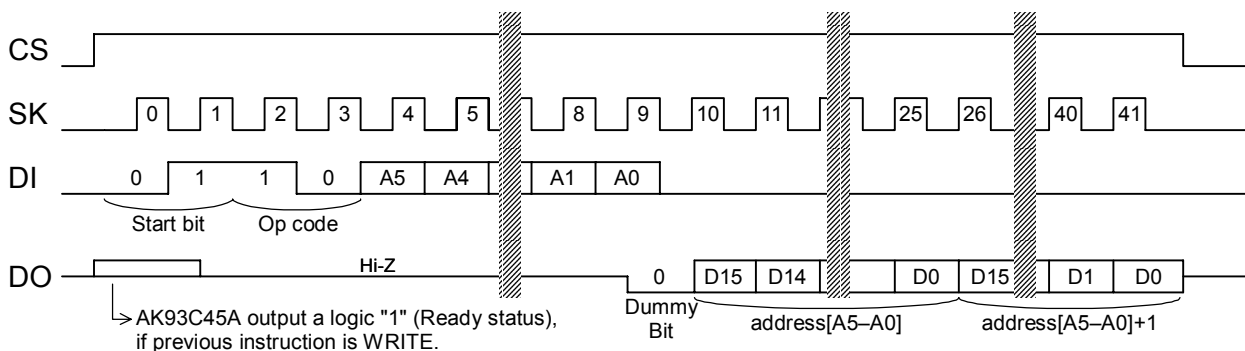 CS
SK 0 1 2 3 4 5 8 9 10 11 25 26 40 41
DI 0 1 1 0 A5 A4 A1 A0
Start bit Op code
DO Hi-Z 0 D15 D14 D0 D15 D1 D0
Dummy
Bit
address[A5–A0] address[A5–A0]+1
AK93C45A output a logic "1" (Ready status),
if previous instruction is WRITE.